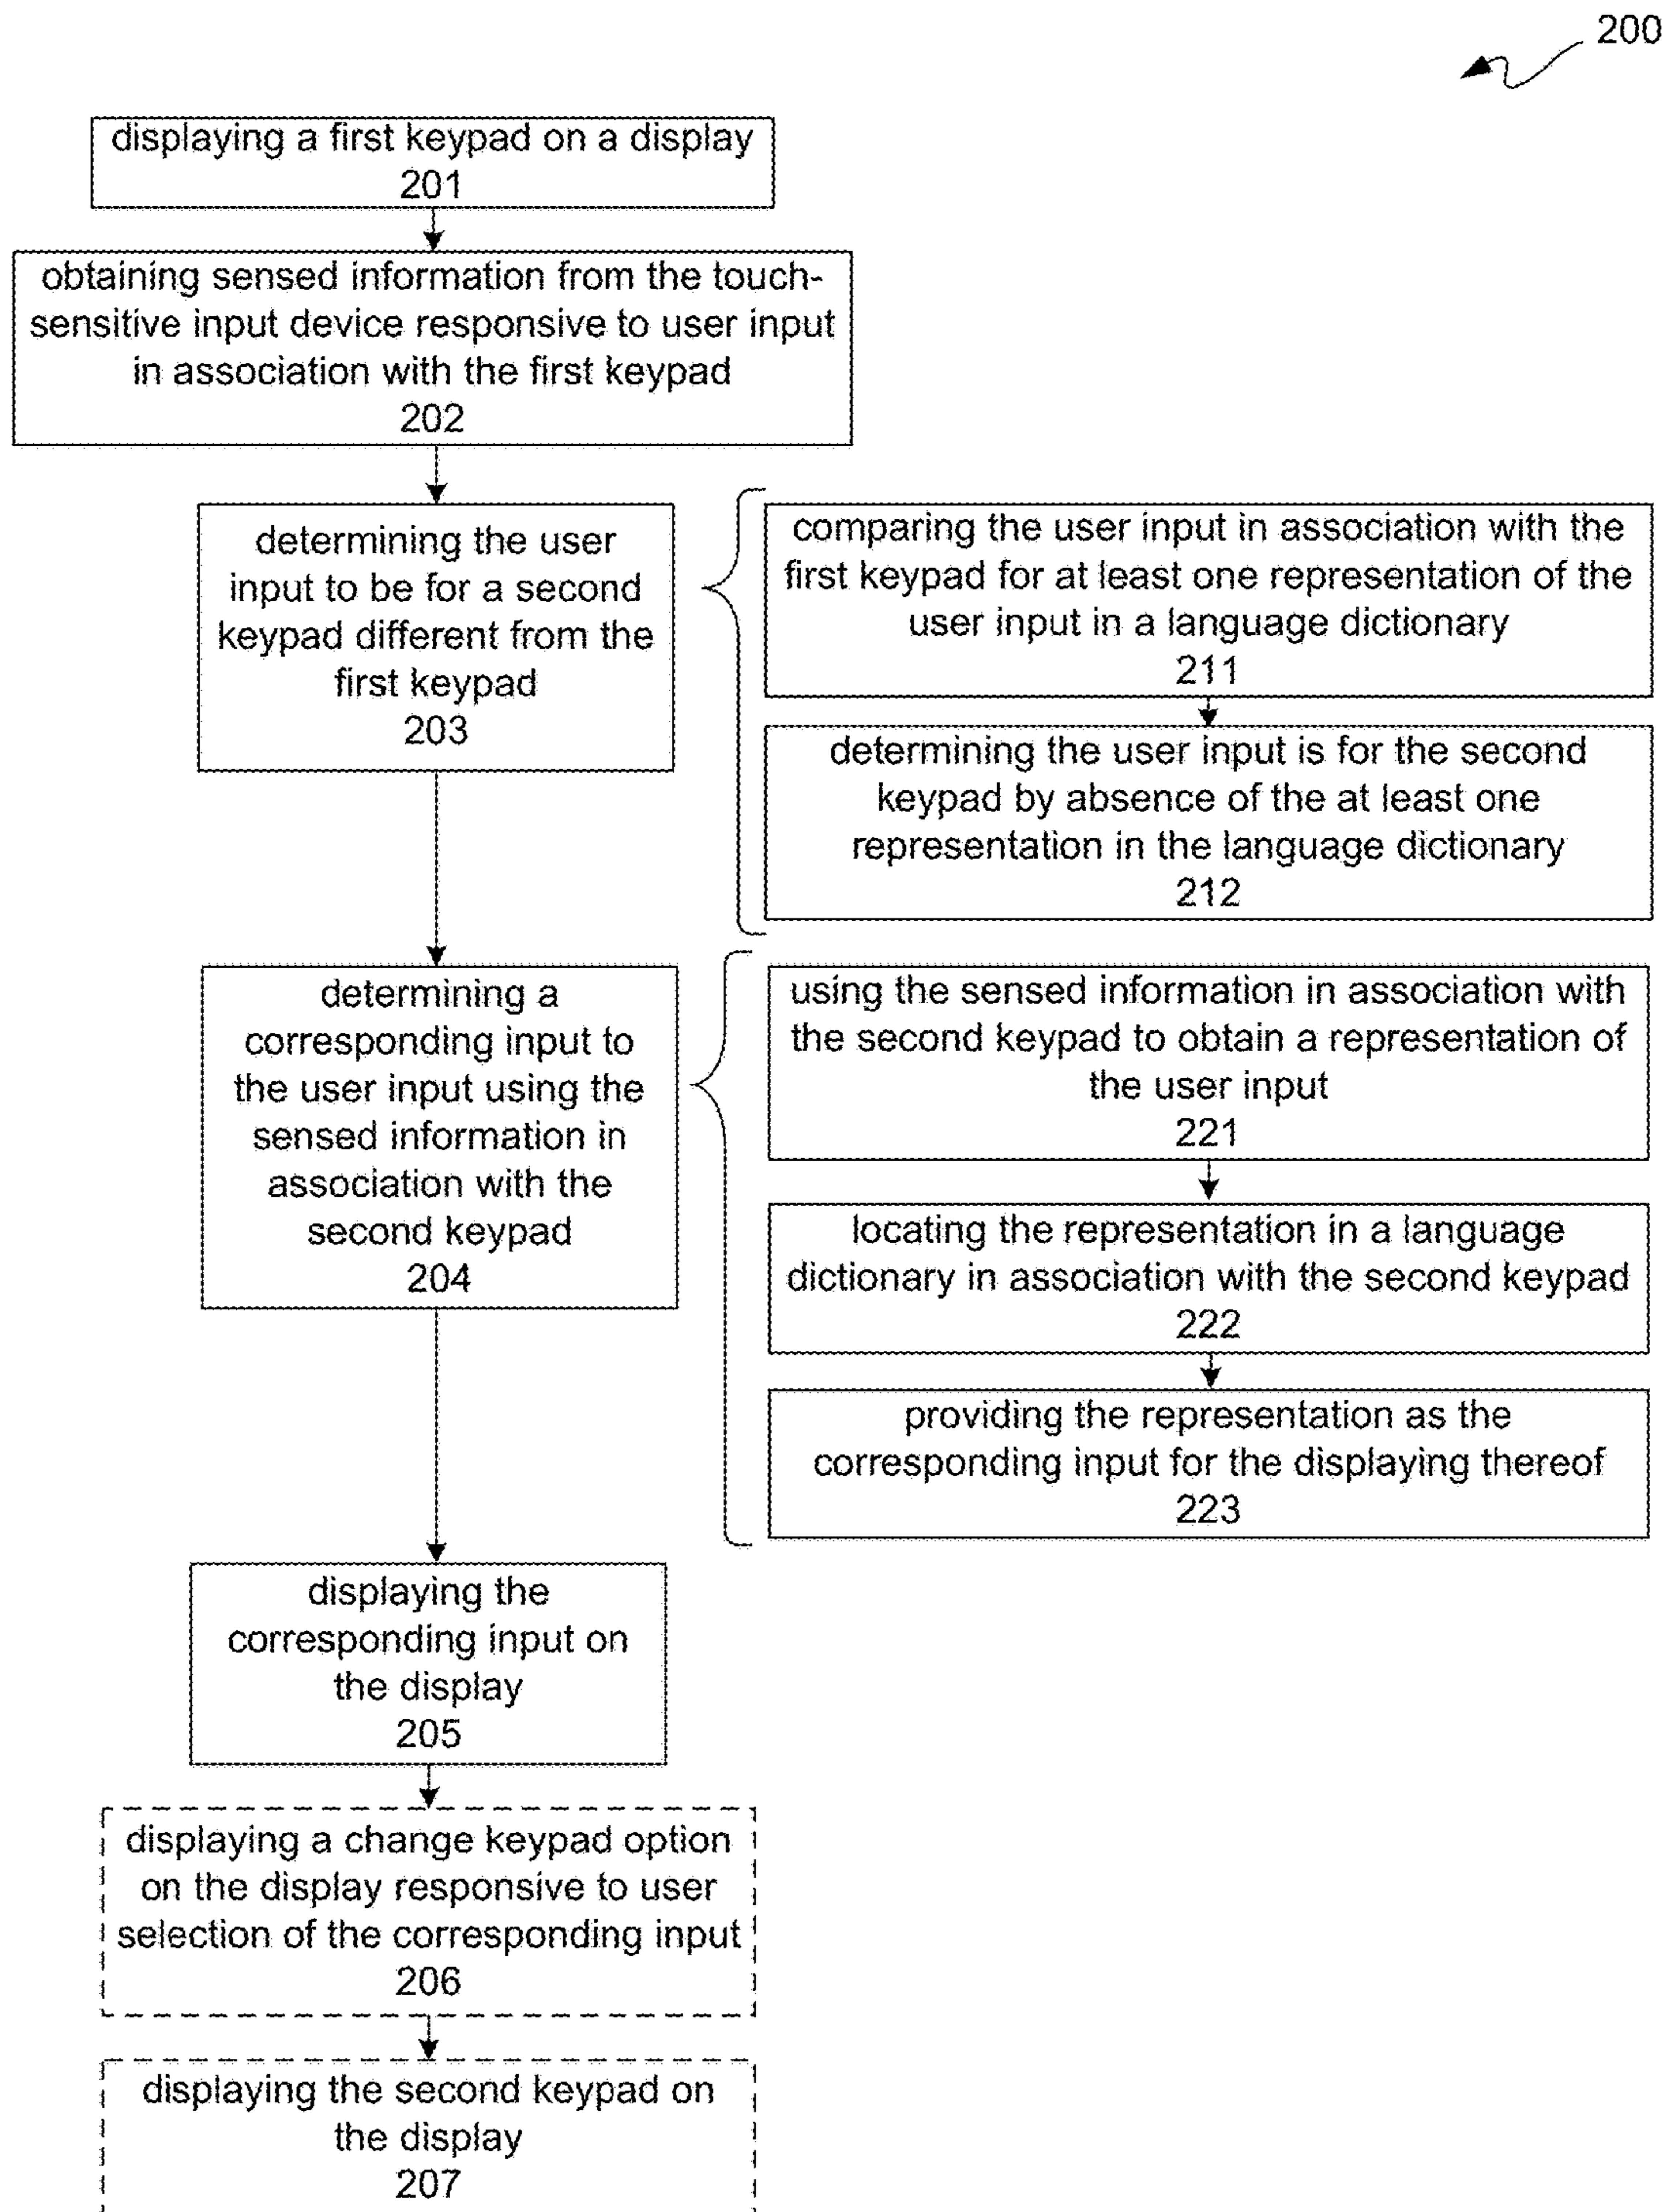 200
displaying a first keypad on a display
201
obtaining sensed information from the touch-
sensitive input device responsive to user input
in association with the first keypad
202
determining the user
input to be for a second
keypad different from the
first keypad
203
comparing the user input in association with the
first keypad for at least one representation of the
user input in a language dictionary
211
determining the user input is for the second
keypad by absence of the at least one
representation in the language dictionary
212
determining a
corresponding input to
the user input using the
sensed information in
association with the
second keypad
204
using the sensed information in association with
the second keypad to obtain a representation of
the user input
221
locating the representation in a language
dictionary in association with the second keypad
222
providing the representation as the
corresponding input for the displaying thereof
223
displaying the
corresponding input on
the display
205
displaying a change keypad option
on the display responsive to user
selection of the corresponding input
206
displaying the second keypad on
the display
207